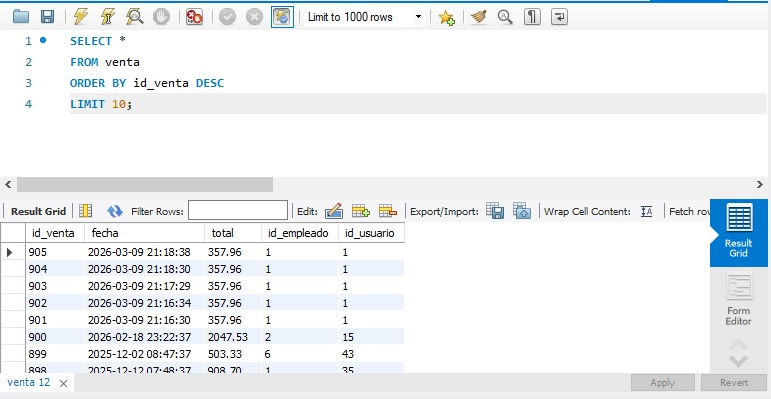 Limit to 1000 rows
1 SELECT *
2 FROM venta
3 ORDER BY id_venta DESC
4 LIMIT 10;
Result Grid Filter Rows: Edit: Export/Import: Wrap Cell Content: Fetch row
id_venta fecha total id_empleado id_usuario
905 2026-03-09 21:18:38 357.96 1 1
904 2026-03-09 21:18:30 357.96 1 1
903 2026-03-09 21:17:29 357.96 1 1
902 2026-03-09 21:16:34 357.96 1 1
901 2026-03-09 21:16:30 357.96 1 1
900 2026-02-18 23:22:37 2047.53 2 15
899 2025-12-02 08:47:37 503.33 6 43
898 2025-12-12 07:48:37 908.70 1 35
Result
Grid
Form
Editor
venta 12
Apply Revert